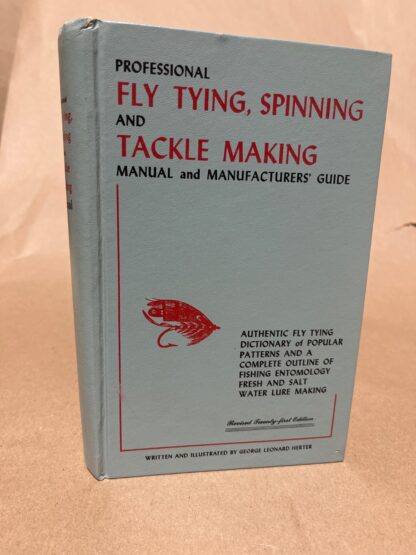 PROFESSIONAL
FLY TYING, SPINNING
AND
TACKLE MAKING
MANUAL and MANUFACTURERS' GUIDE
AUTHENTIC FLY TYING
DICTIONARY of POPULAR
PATTERNS AND A
COMPLETE OUTLINE OF
FISHING ENTOMOLOGY
FRESH AND SALT
WATER LURE MAKING
Revised Twenty-first Edition
WRITTEN AND ILLUSTRATED BY GEORGE LEONARD HERTER